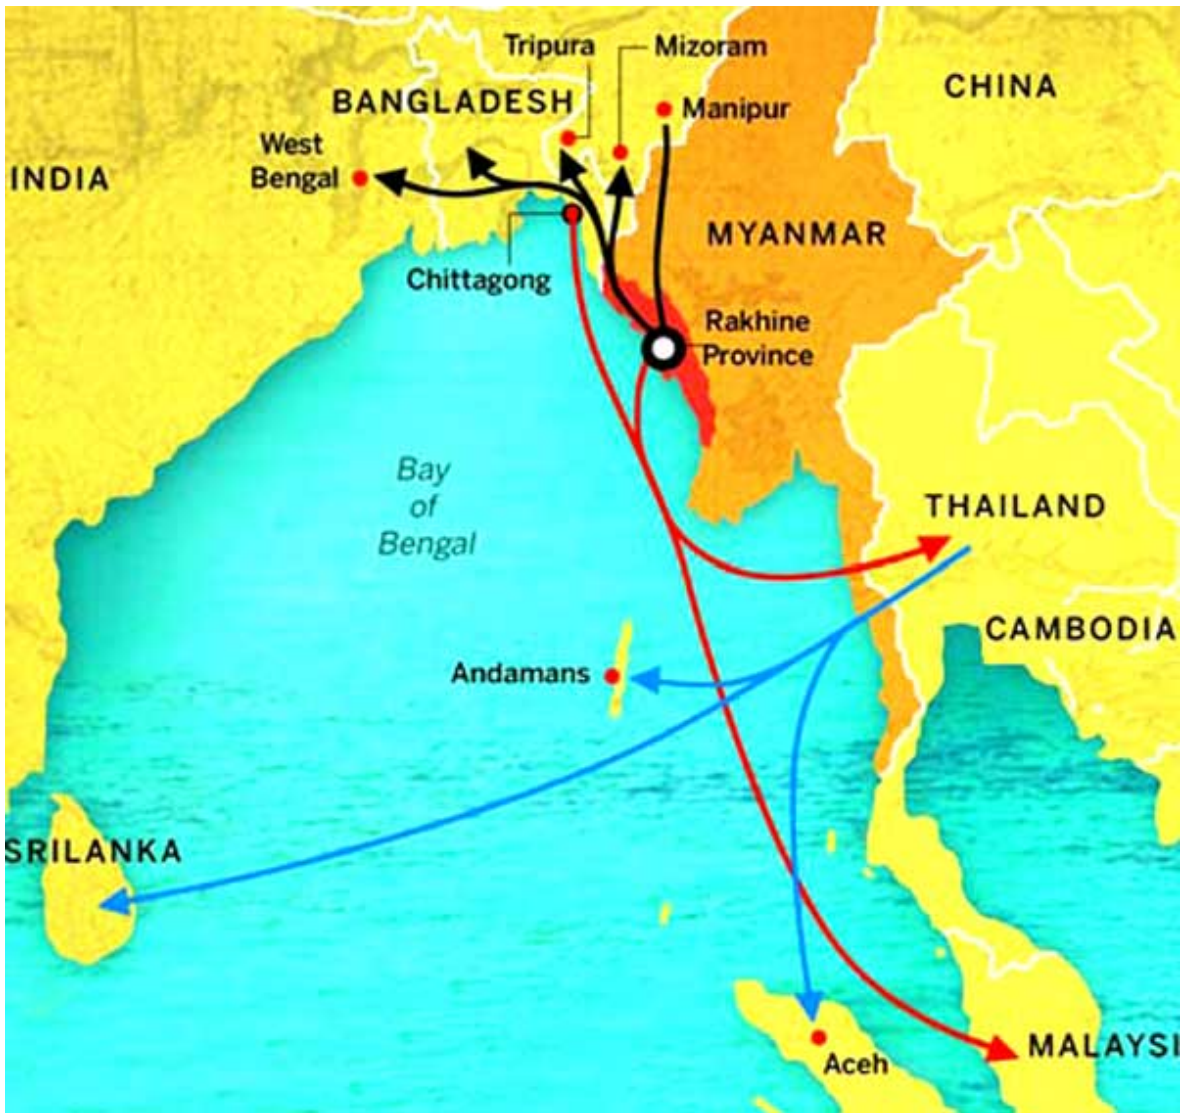 Tripura
Mizoram
CHINA
BANGLADESH
Manipur
West
Bengal
INDIA
MYANMAR
Chittagong
Rakhine
Province
Bay
of
Bengal
THAILAND
CAMBODIA
Andamans
SRILANKA
MALAYSI
Aceh